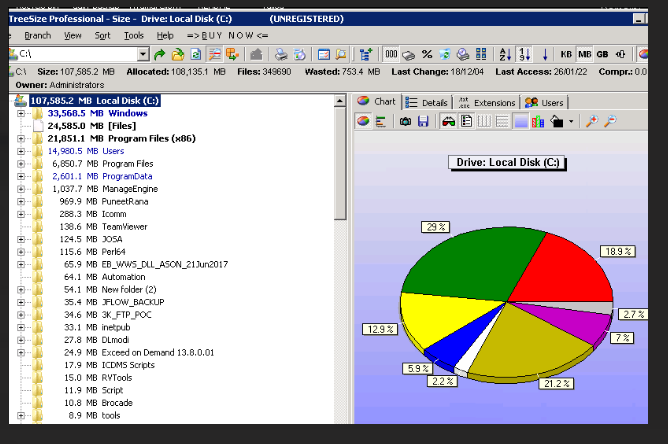 TreeSize Professional - Size - Drive: Local Disk (C:) (UNREGISTERED)
Branch View Sort Tools Help => B U Y N O W <=
C:\ 000 % KB MB GB
C:\ Size: 107,585.2 MB Allocated: 108,135.1 MB Files: 349690 Wasted: 753.4 MB Last Change: 18/12/04 Last Access: 26/01/22 Compr.: 0.0
Owner: Administrators
107,585.2 MB Local Disk (C:)
33,568.5 MB Windows
24,585.0 MB [Files]
21,851.1 MB Program Files (x86)
14,980.5 MB Users
6,850.7 MB Program Files
2,601.1 MB ProgramData
1,037.7 MB ManageEngine
969.9 MB PuneetRana
288.3 MB Icomm
138.6 MB TeamViewer
124.5 MB JOSA
115.6 MB Perl64
65.9 MB EB_WWS_DLL_ASON_21Jun2017
64.1 MB Automation
54.1 MB New folder (2)
35.4 MB JFLOW_BACKUP
34.6 MB 3K_FTP_POC
33.1 MB inetpub
27.8 MB DLmodi
24.9 MB Exceed on Demand 13.8.0.01
17.9 MB ICDMS Scripts
15.0 MB RVTools
11.9 MB Script
10.8 MB Brocade
8.9 MB tools
Chart Details Extensions Users
Drive: Local Disk (C:)
29 %
18.9 %
2.7 %
7 %
12.9 %
5.9 %
2.2 %
21.2 %